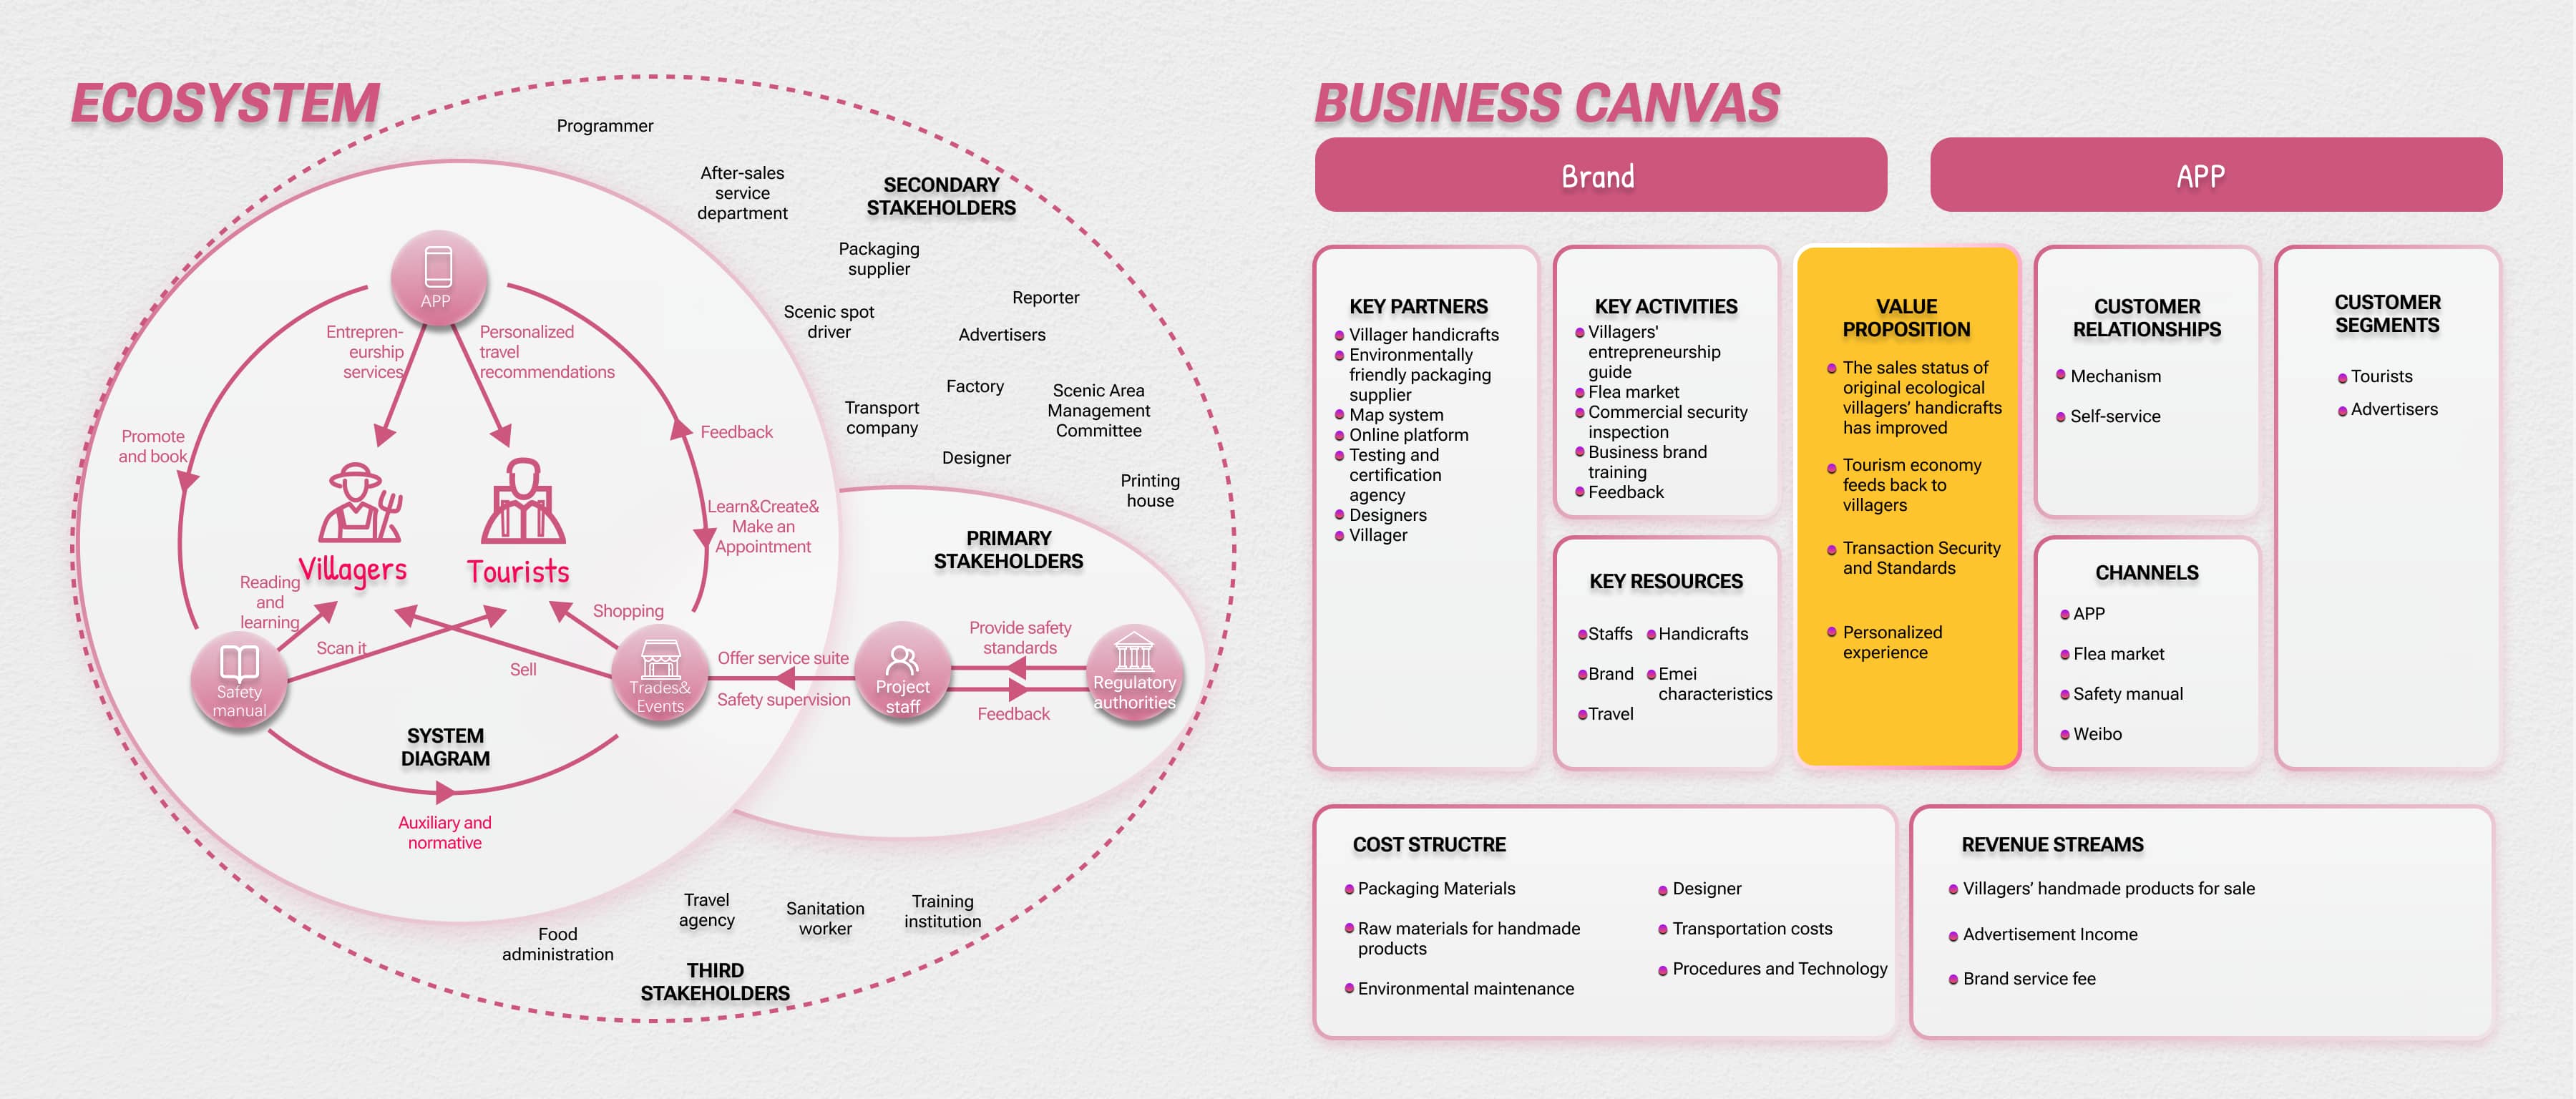 ECOSYSTEM
Programmer
After-sales
service
department
SECONDARY
STAKEHOLDERS
Packaging
supplier
Reporter
Scenic spot
driver
Advertisers
Factory
Scenic Area
Management
Committee
Transport
company
Designer
Printing
house
APP
Entrepren-
eurship
services
Personalized
travel
recommendations
Promote
and book
Feedback
Learn&Create&
Make an
Appointment
Villagers
Tourists
Reading
and
learning
Scan it
Shopping
Sell
Safety
manual
Trades&
Events
SYSTEM
DIAGRAM
Auxiliary and
normative
PRIMARY
STAKEHOLDERS
Offer service suite
Safety supervision
Project
staff
Provide safety
standards
Feedback
Regulatory
authorities
Travel
agency
Sanitation
worker
Training
institution
Food
administration
THIRD
STAKEHOLDERS
BUSINESS CANVAS
Brand
APP
KEY PARTNERS
Villager handicrafts
Environmentally
friendly packaging
supplier
Map system
Online platform
Testing and
certification
agency
Designers
Villager
KEY ACTIVITIES
Villagers'
entrepreneurship
guide
Flea market
Commercial security
inspection
Business brand
training
Feedback
KEY RESOURCES
Staffs
Handicrafts
Brand
Emei
characteristics
Travel
VALUE
PROPOSITION
The sales status of
original ecological
villagers’ handicrafts
has improved
Tourism economy
feeds back to
villagers
Transaction Security
and Standards
Personalized
experience
CUSTOMER
RELATIONSHIPS
Mechanism
Self-service
CHANNELS
APP
Flea market
Safety manual
Weibo
CUSTOMER
SEGMENTS
Tourists
Advertisers
COST STRUCTRE
Packaging Materials
Raw materials for handmade
products
Environmental maintenance
Designer
Transportation costs
Procedures and Technology
REVENUE STREAMS
Villagers’ handmade products for sale
Advertisement Income
Brand service fee